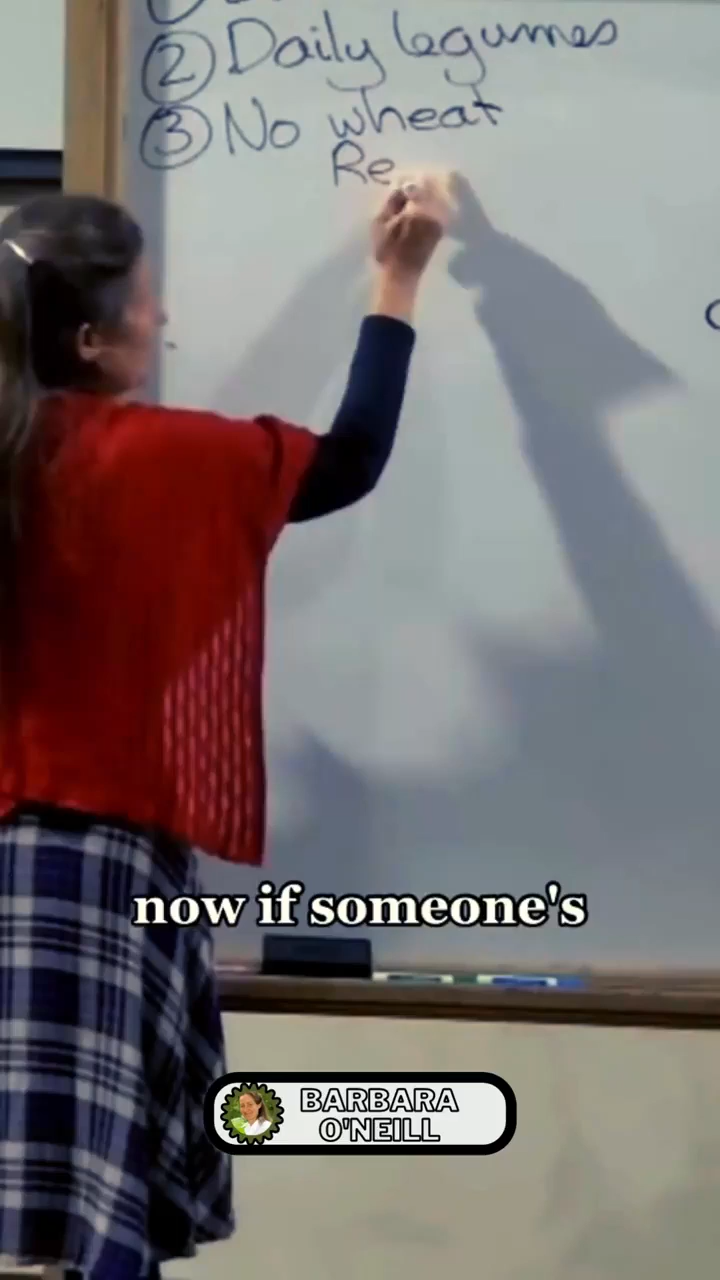 ② Daily legumes
③ No wheat
Re
now if someone's
BARBARA
O'NEILL